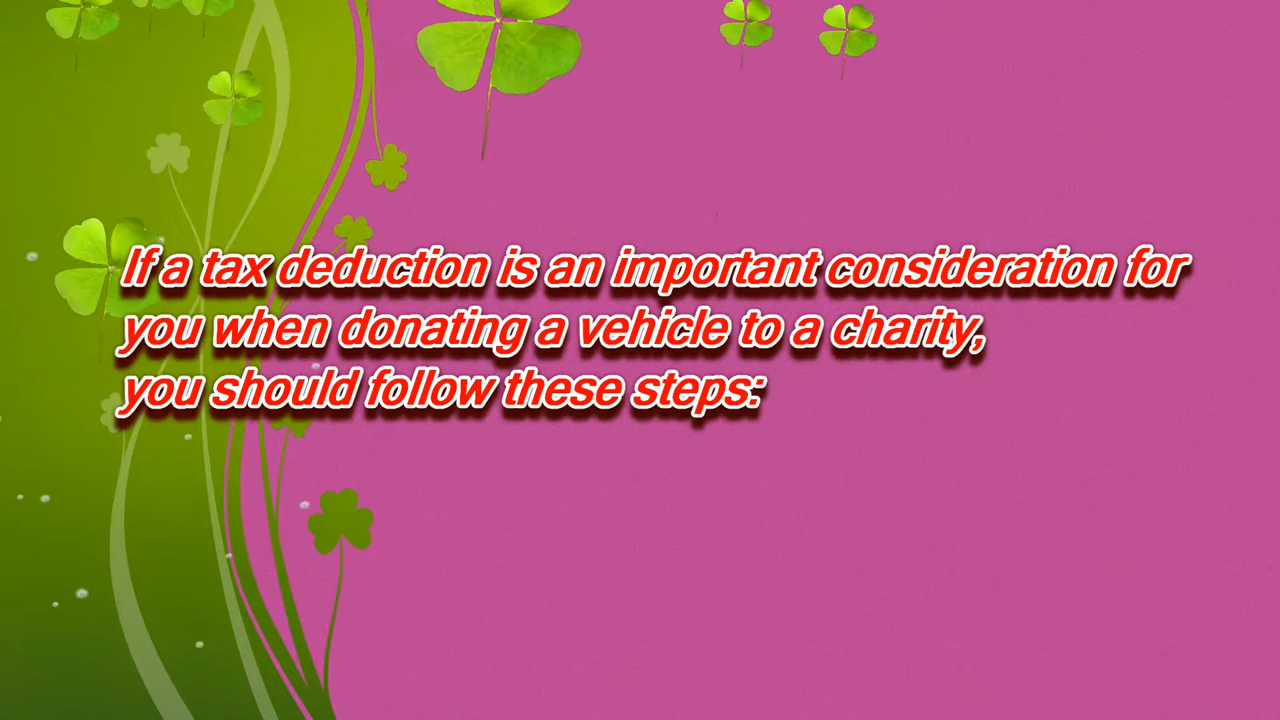 If a tax deduction is an important consideration for
you when donating a vehicle to a charity,
you should follow these steps: